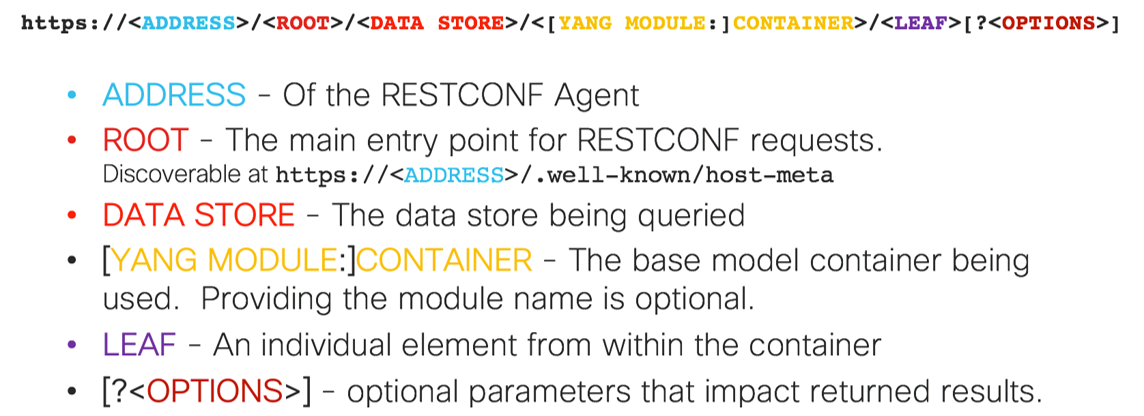 https://<ADDRESS>/<ROOT>/<DATA STORE>/<[YANG MODULE:]CONTAINER>/<LEAF>[?<OPTIONS>]
• ADDRESS – Of the RESTCONF Agent
• ROOT – The main entry point for RESTCONF requests.
Discoverable at https://<ADDRESS>/.well-known/host-meta
• DATA STORE – The data store being queried
• [YANG MODULE:]CONTAINER – The base model container being
used.  Providing the module name is optional.
• LEAF – An individual element from within the container
• [?<OPTIONS>] – optional parameters that impact returned results.